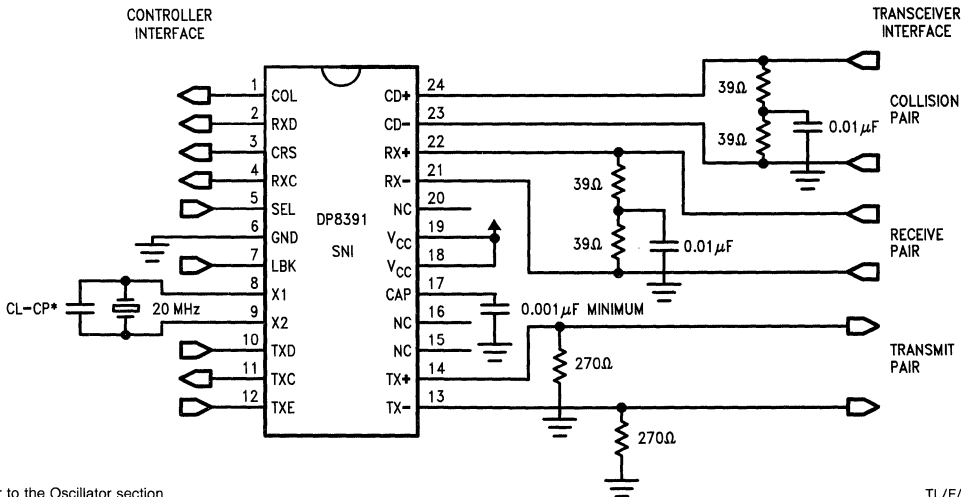 CONTROLLER
INTERFACE
TRANSCEIVER
INTERFACE
1 COL
2 RXD
3 CRS
4 RXC
5 SEL
6 GND
7 LBK
8 X1
9 X2
10 TXD
11 TXC
12 TXE
DP8391
SNI
CD+ 24
CD- 23
RX+ 22
RX- 21
NC 20
VCC 19
VCC 18
CAP 17
NC 16
NC 15
TX+ 14
TX- 13
CL-CP*
20 MHz
39Ω
39Ω
0.01μF
COLLISION
PAIR
39Ω
39Ω
0.01μF
RECEIVE
PAIR
0.001μF MINIMUM
270Ω
TRANSMIT
PAIR
270Ω
to the Oscillator section
TL/F/